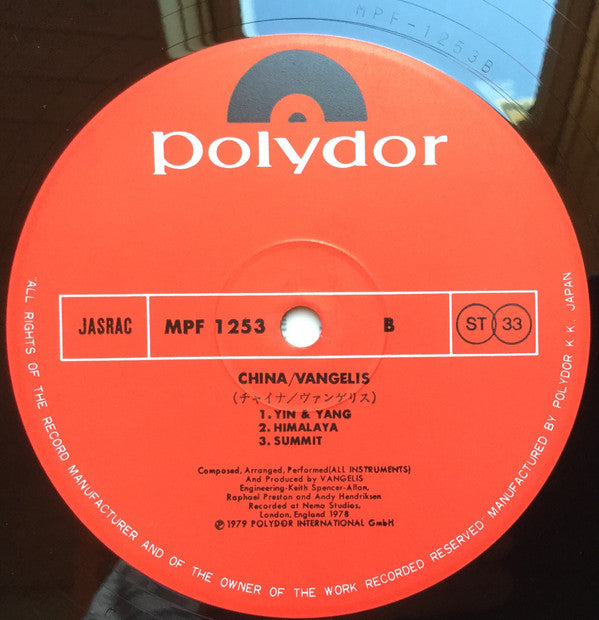 MPF-1253B
polydor
JASRAC MPF 1253 B ST 33
CHINA/VANGELIS
(チャイナ/ヴァンゲリス)
1. YIN & YANG
2. HIMALAYA
3. SUMMIT
Composed, Arranged, Performed(ALL INSTRUMENTS)
And Produced by VANGELIS
Engineering-Keith Spencer-Allan,
Raphael Preston and Andy Hendriksen
Recorded at Nemo Studios,
London, England 1978
℗ 1979 POLYDOR INTERNATIONAL GmbH
"ALL RIGHTS OF THE RECORD MANUFACTURER AND OF THE OWNER OF THE WORK RECORDED RESERVED" MANUFACTURED BY POLYDOR K.K. JAPAN